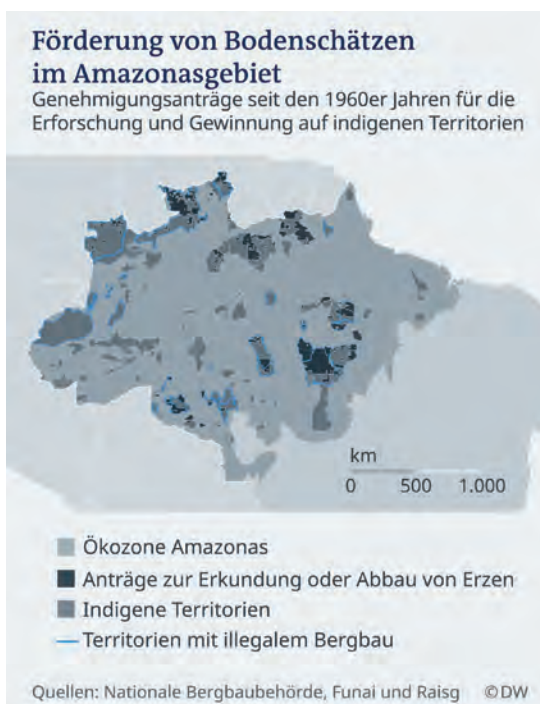 Förderung von Bodenschätzen
im Amazonasgebiet
Genehmigungsanträge seit den 1960er Jahren für die
Erforschung und Gewinnung auf indigenen Territorien
km
0 500 1.000
Ökozone Amazonas
Anträge zur Erkundung oder Abbau von Erzen
Indigene Territorien
Territorien mit illegalem Bergbau
Quellen: Nationale Bergbaubehörde, Funai und Raisg ©DW